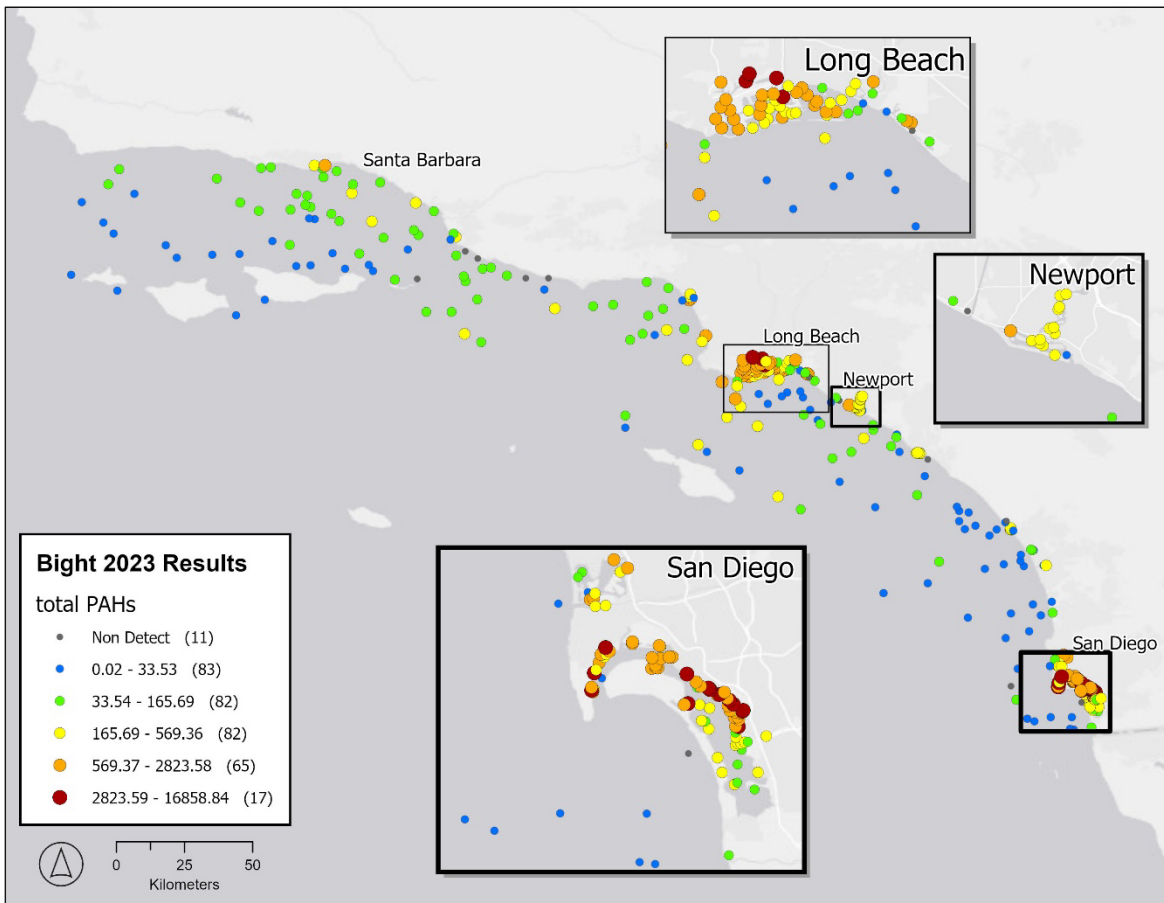 Long Beach
Santa Barbara
Newport
Long Beach
Newport
Bight 2023 Results
total PAHs
Non Detect (11)
0.02 - 33.53 (83)
33.54 - 165.69 (82)
165.69 - 569.36 (82)
569.37 - 2823.58 (65)
2823.59 - 16858.84 (17)
0 25 50
Kilometers
San Diego
San Diego